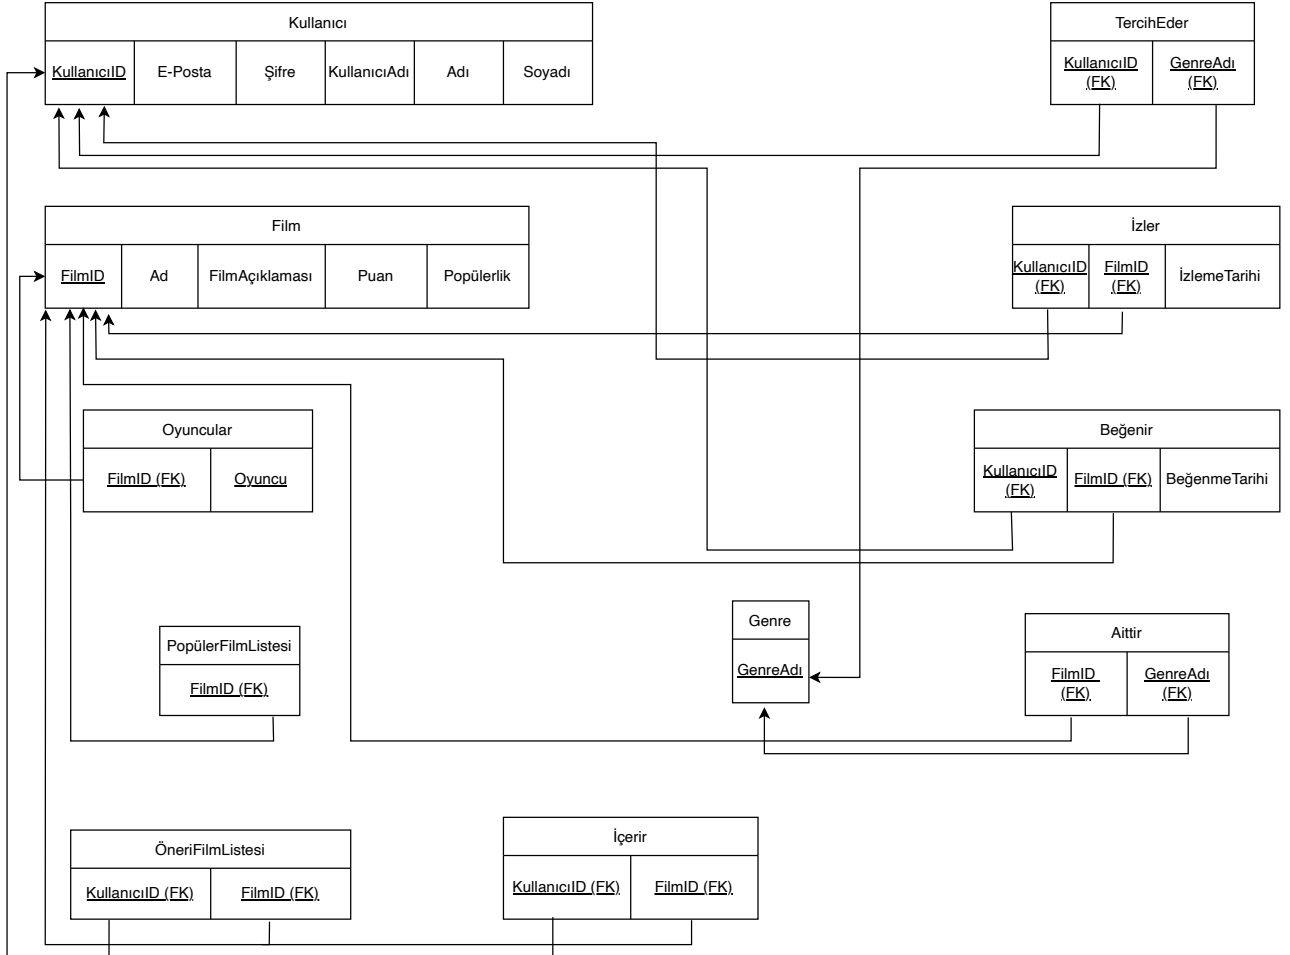 Kullanıcı
KullanıcıID E-Posta Şifre KullanıcıAdı Adı Soyadı
TercihEder
KullanıcıID GenreAdı
(FK) (FK)
Film
FilmID Ad FilmAçıklaması Puan Popülerlik
İzler
KullanıcıID FilmID İzlemeTarihi
(FK) (FK)
Oyuncular
FilmID (FK) Oyuncu
Beğenir
KullanıcıID FilmID (FK) BeğenmeTarihi
(FK)
PopülerFilmListesi
FilmID (FK)
Genre
GenreAdı
Aittir
FilmID GenreAdı
(FK) (FK)
ÖneriFilmListesi
KullanıcıID (FK) FilmID (FK)
İçerir
KullanıcıID (FK) FilmID (FK)